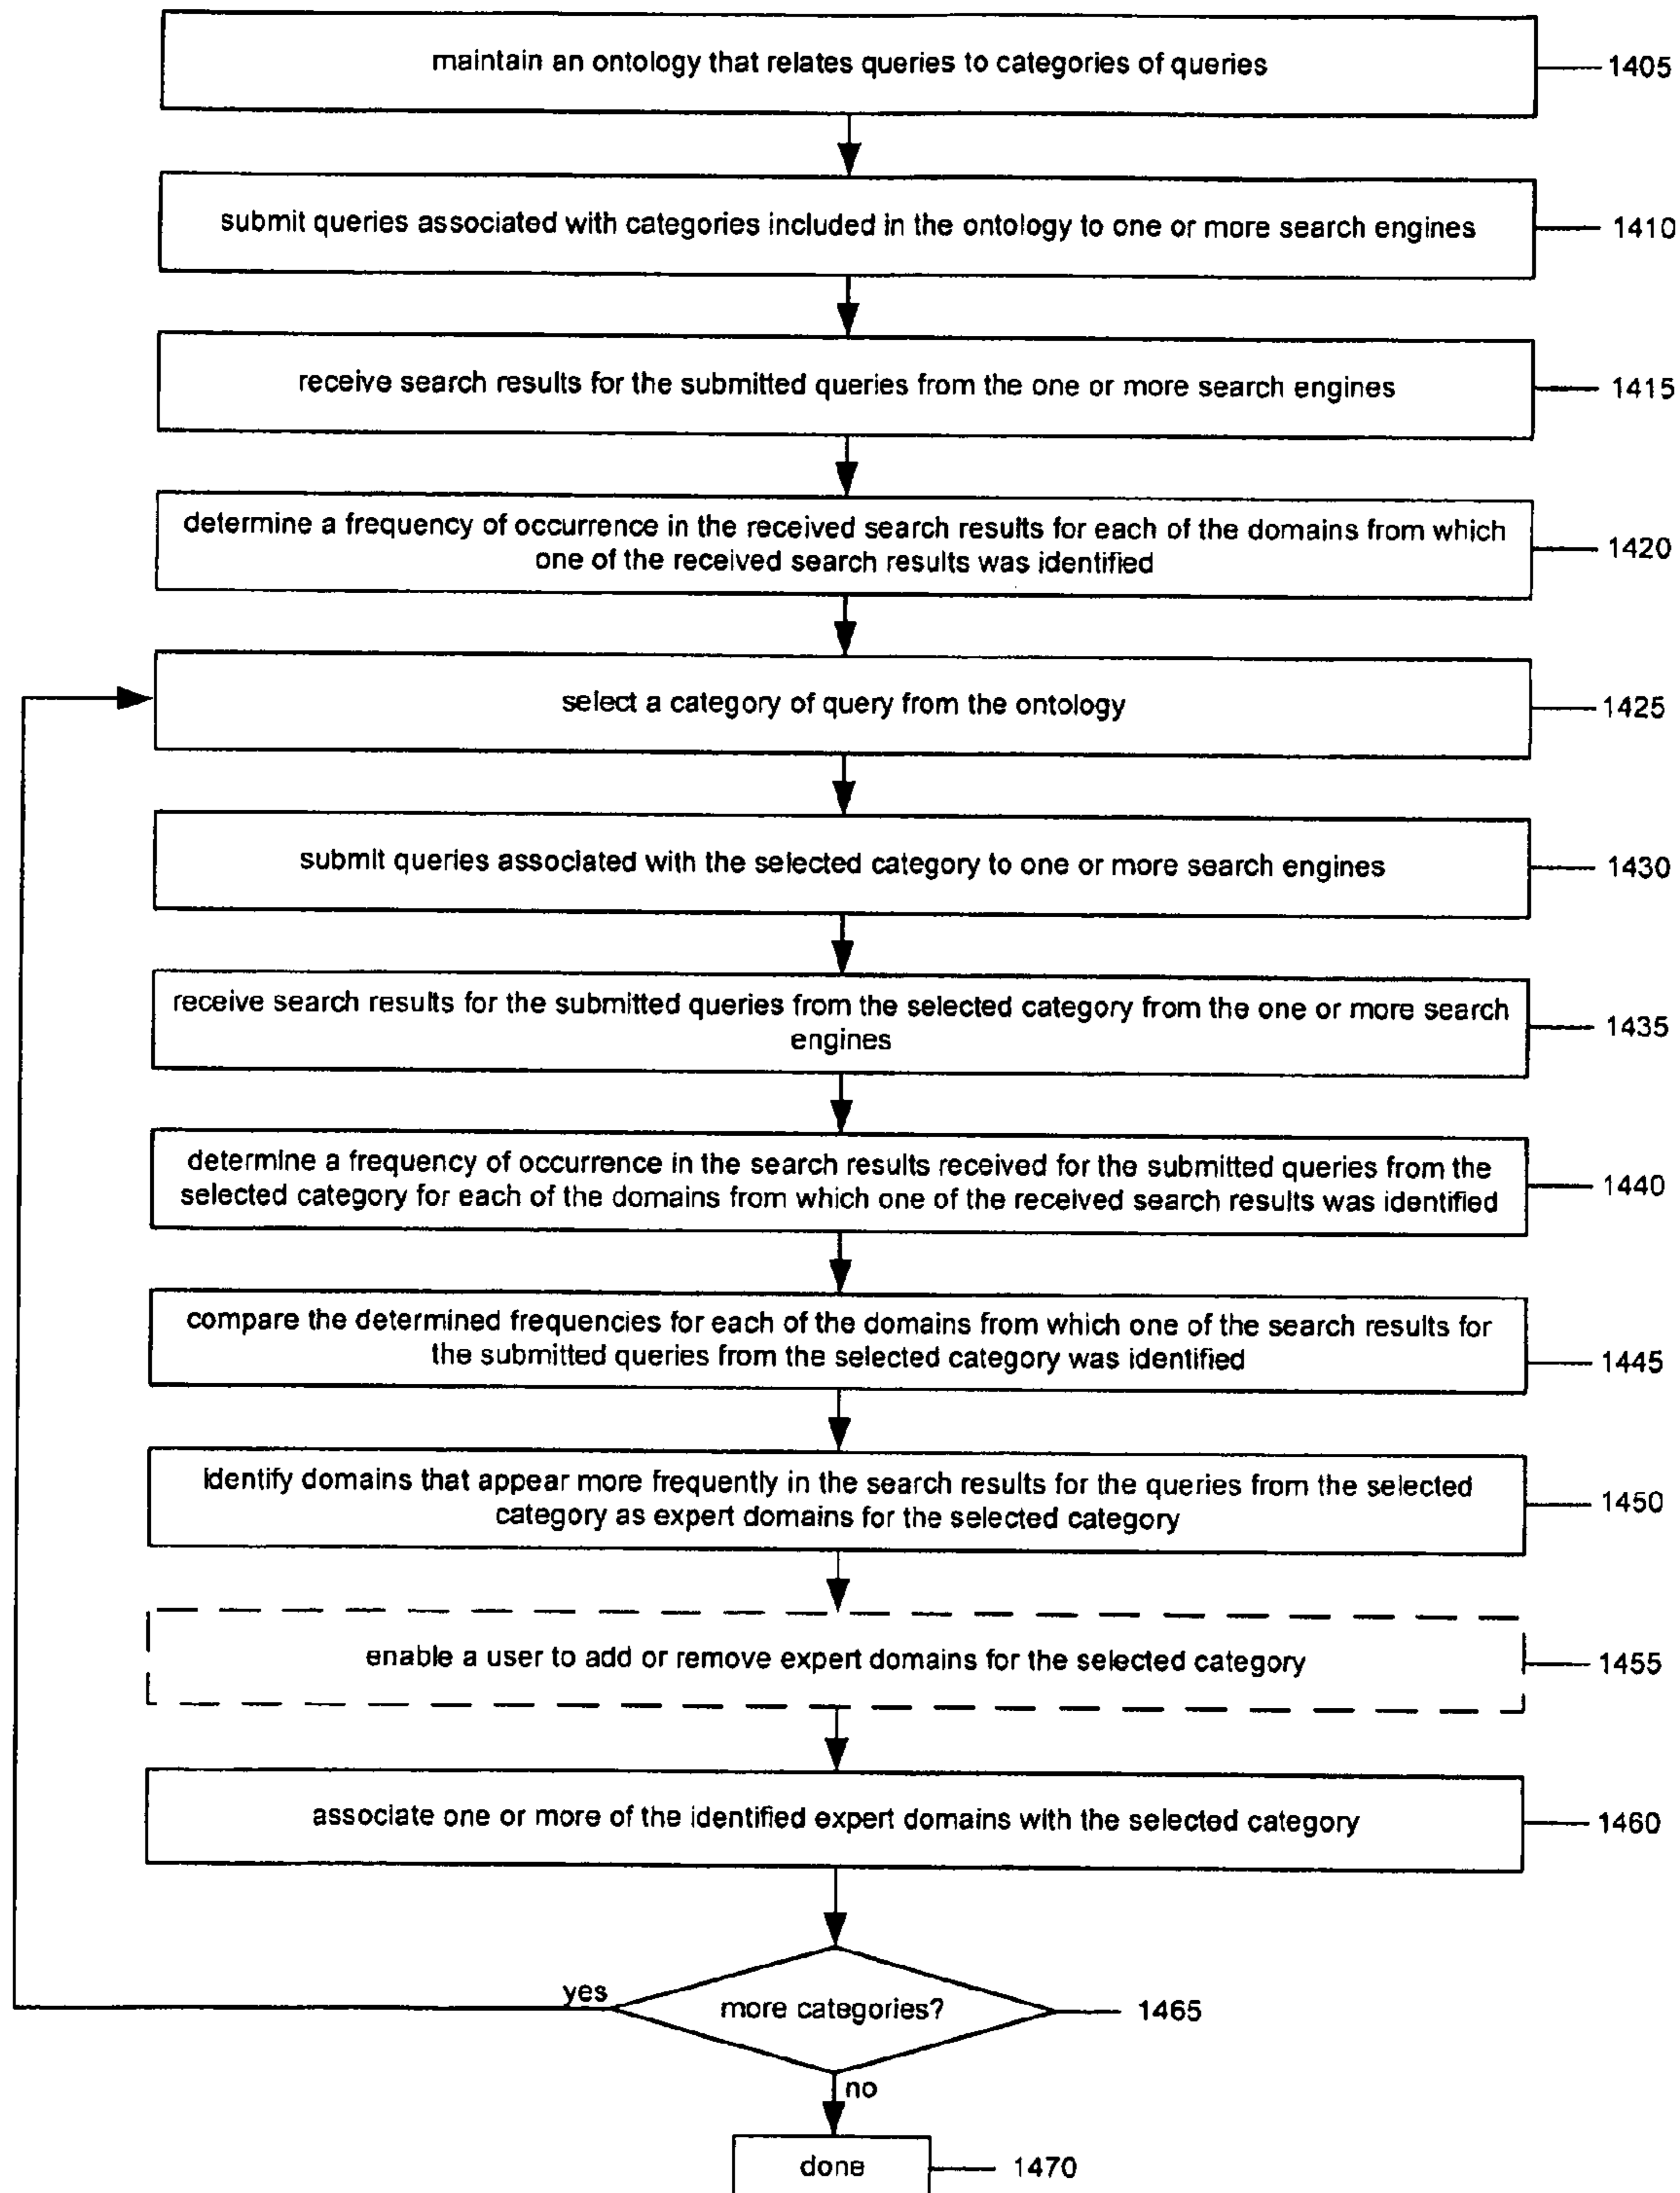 maintain an ontology that relates queries to categories of queries
1405
submit queries associated with categories included in the ontology to one or more search engines
1410
receive search results for the submitted queries from the one or more search engines
1415
determine a frequency of occurrence in the received search results for each of the domains from which
one of the received search results was identified
1420
select a category of query from the ontology
1425
submit queries associated with the selected category to one or more search engines
1430
receive search results for the submitted queries from the selected category from the one or more search
engines
1435
determine a frequency of occurrence in the search results received for the submitted queries from the
selected category for each of the domains from which one of the received search results was identified
1440
compare the determined frequencies for each of the domains from which one of the search results for
the submitted queries from the selected category was identified
1445
identify domains that appear more frequently in the search results for the queries from the selected
category as expert domains for the selected category
1450
enable a user to add or remove expert domains for the selected category
1455
associate one or more of the identified expert domains with the selected category
1460
yes
more categories?
1465
no
done
1470